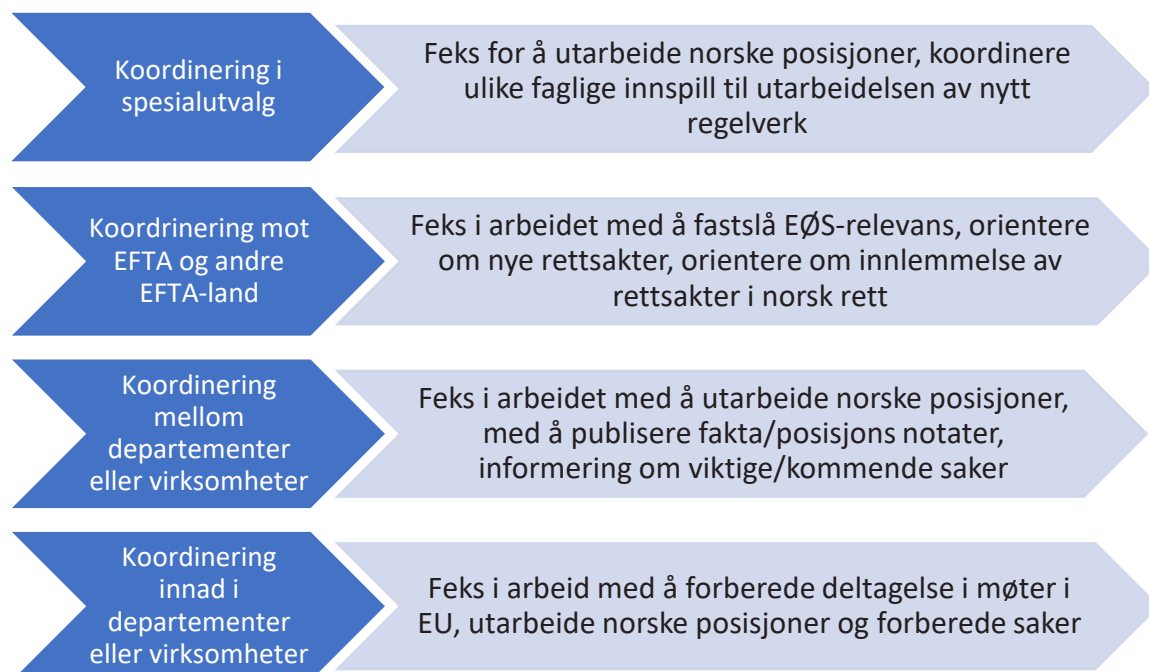 Koordinering i
spesialutvalg
Feks for å utarbeide norske posisjoner, koordinere
ulike faglige innspill til utarbeidelsen av nytt
regelverk
Koordrinering mot
EFTA og andre
EFTA-land
Feks i arbeidet med å fastslå EØS-relevans, orientere
om nye rettsakter, orientere om innlemmelse av
rettsakter i norsk rett
Koordinering
mellom
departementer
eller virksomheter
Feks i arbeidet med å utarbeide norske posisjoner,
med å publisere fakta/posisjons notater,
informering om viktige/kommende saker
Koordinering
innad i
departementer
eller virksomheter
Feks i arbeid med å forberede deltagelse i møter i
EU, utarbeide norske posisjoner og forberede saker